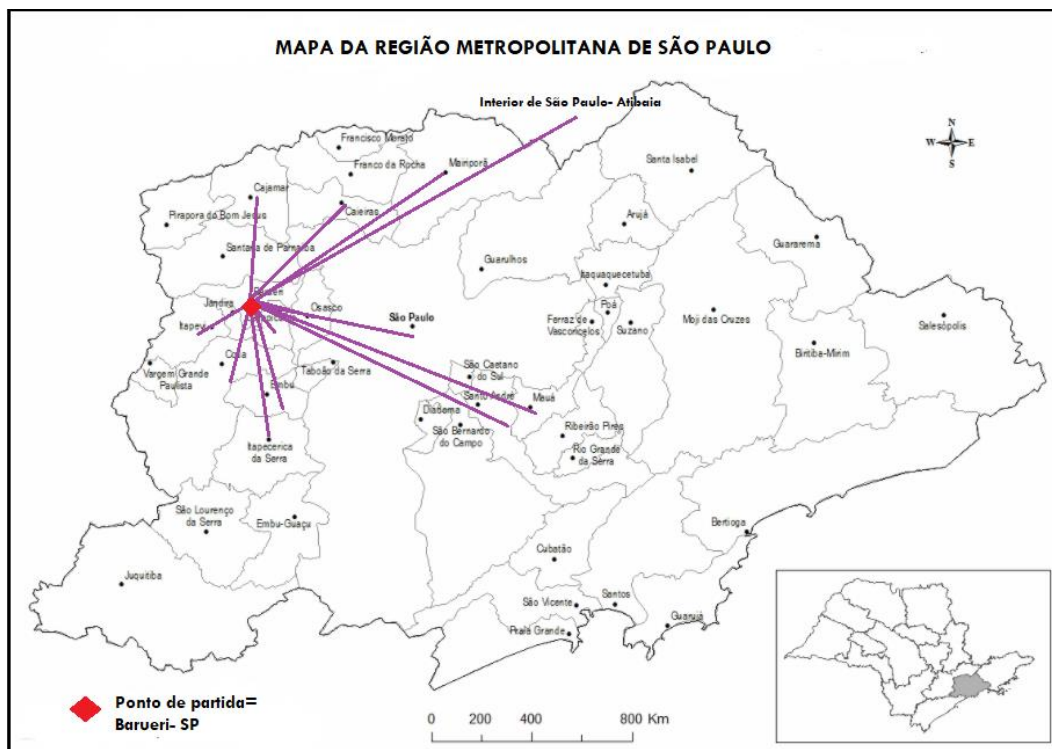 MAPA DA REGIÃO METROPOLITANA DE SÃO PAULO
Interior de São Paulo- Atibaia
N
W
E
S
Francisco Morato
Franco da Rocha
Mairiporã
Santa Isabel
Cajamar
Caieiras
Pirapora do Bom Jesus
Arujá
Guararema
Santana de Parnaíba
Guarulhos
Itaquaquecetuba
Jandira
Osasco
São Paulo
Poá
Ferraz de
Vasconcelos
Suzano
Moji das Cruzes
Salesópolis
Itapevi
Biritiba-Mirim
Cotia
Vargem Grande
Paulista
Taboão da Serra
São Caetano
do Sul
Embu
Santo André
Mauá
Diadema
São Bernardo
do Campo
Ribeirão Pires
Rio Grande
da Serra
Itapecerica
da Serra
São Lourenço
da Serra
Embu-Guaçu
Bertioga
Cubatão
Juquitiba
São Vicente
Santos
Guarujá
Praia Grande
Ponto de partida=
Barueri- SP
0 200 400 800 Km